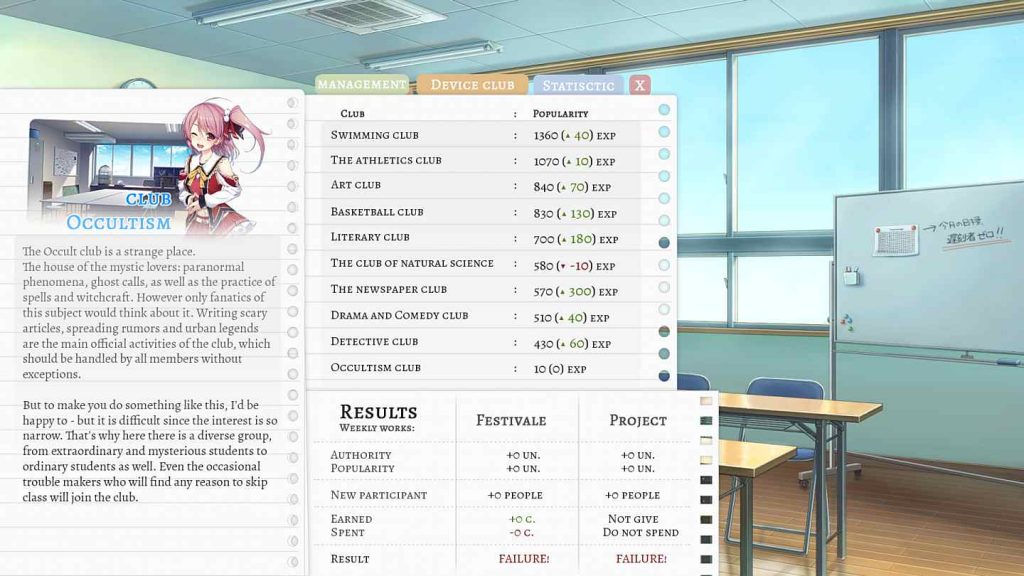 MANAGEMENT
DEVICE CLUB
STATISCTIC
X
CLUB
OCCULTISM
The Occult club is a strange place.
The house of the mystic lovers: paranormal
phenomena, ghost calls, as well as the practice of
spells and witchcraft. However only fanatics of
this subject would think about it. Writing scary
articles, spreading rumors and urban legends
are the main official activities of the club, which
should be handled by all members without
exceptions.
But to make you do something like this, I'd be
happy to - but it is difficult since the interest is so
narrow. That's why here there is a diverse group,
from extraordinary and mysterious students to
ordinary students as well. Even the occasional
trouble makers who will find any reason to skip
class will join the club.
CLUB : POPULARITY
SWIMMING CLUB : 1360 (▲ 40) EXP
THE ATHLETICS CLUB : 1070 (▲ 10) EXP
ART CLUB : 840 (▲ 70) EXP
BASKETBALL CLUB : 830 (▲ 130) EXP
LITERARY CLUB : 700 (▲ 180) EXP
THE CLUB OF NATURAL SCIENCE : 580 (▼ -10) EXP
THE NEWSPAPER CLUB : 570 (▲ 300) EXP
DRAMA AND COMEDY CLUB : 510 (▲ 40) EXP
DETECTIVE CLUB : 430 (▲ 60) EXP
OCCULTISM CLUB : 10 (0) EXP
RESULTS FESTIVALE PROJECT
WEEKLY WORKS:
AUTHORITY +0 UN. +0 UN.
POPULARITY +0 UN. +0 UN.
NEW PARTICIPANT +0 PEOPLE +0 PEOPLE
EARNED +0 C. NOT GIVE
SPENT -0 C. DO NOT SPEND
RESULT FAILURE! FAILURE!
→今月の目標
遅刻者ゼロ!!